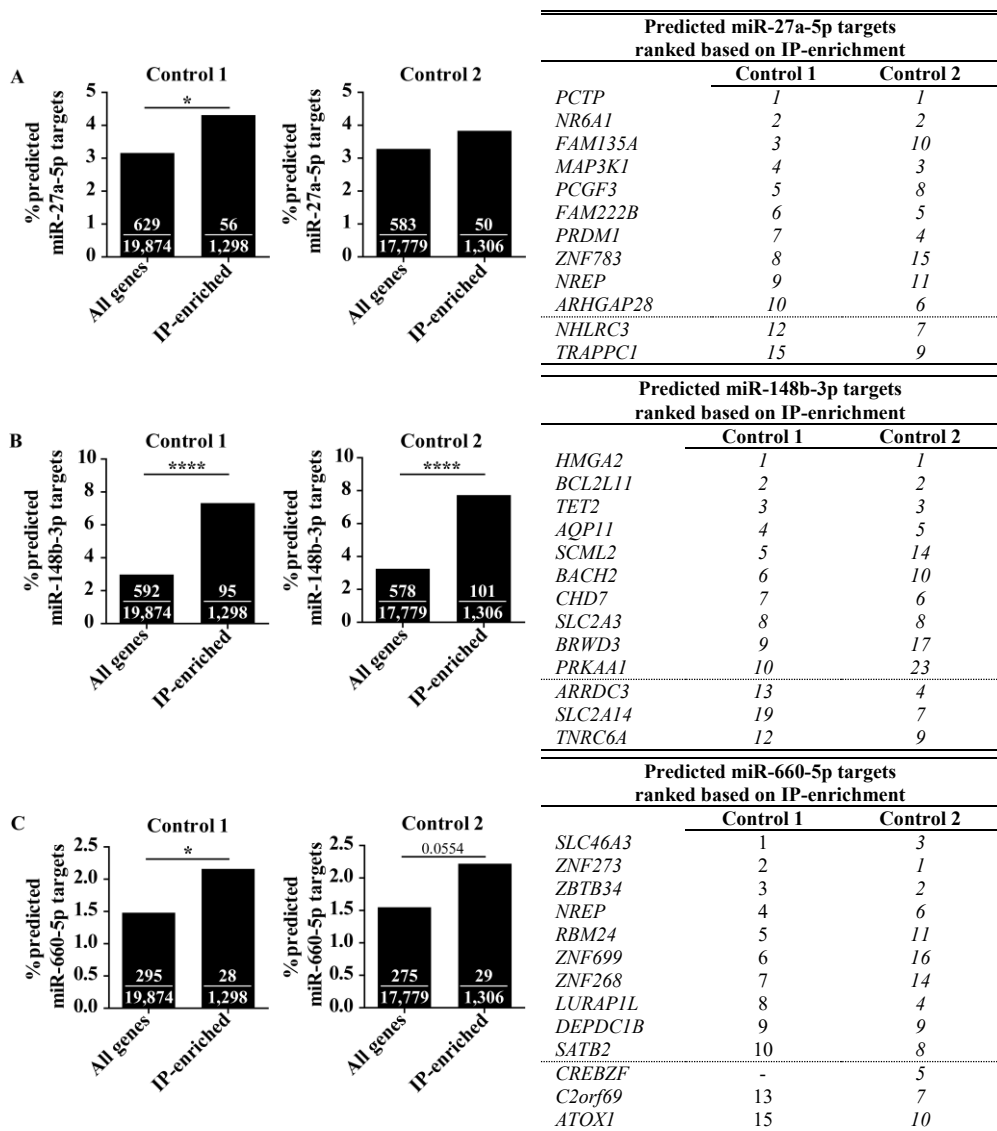 A
Control 1
Control 2
%predicted
miR-27a-5p targets
5
4
3
2
1
0
*
629
19,874
56
1,298
All genes
IP-enriched
%predicted
miR-27a-5p targets
5
4
3
2
1
0
583
17,779
50
1,306
All genes
IP-enriched
Predicted miR-27a-5p targets
ranked based on IP-enrichment
Control 1 Control 2
PCTP 1 1
NR6A1 2 2
FAM135A 3 10
MAP3K1 4 3
PCGF3 5 8
FAM222B 6 5
PRDM1 7 4
ZNF783 8 15
NREP 9 11
ARHGAP28 10 6
NHLRC3 12 7
TRAPPC1 15 9
B
Control 1
Control 2
%predicted
miR-148b-3p targets
10
8
6
4
2
0
****
592
19,874
95
1,298
All genes
IP-enriched
%predicted
miR-148b-3p targets
10
8
6
4
2
0
****
578
17,779
101
1,306
All genes
IP-enriched
Predicted miR-148b-3p targets
ranked based on IP-enrichment
Control 1 Control 2
HMGA2 1 1
BCL2L11 2 2
TET2 3 3
AQP11 4 5
SCML2 5 14
BACH2 6 10
CHD7 7 6
SLC2A3 8 8
BRWD3 9 17
PRKAA1 10 23
ARRDC3 13 4
SLC2A14 19 7
TNRC6A 12 9
C
Control 1
Control 2
%predicted
miR-660-5p targets
2.5
2.0
1.5
1.0
0.5
0.0
*
295
19,874
28
1,298
All genes
IP-enriched
%predicted
miR-660-5p targets
2.5
2.0
1.5
1.0
0.5
0.0
0.0554
275
17,779
29
1,306
All genes
IP-enriched
Predicted miR-660-5p targets
ranked based on IP-enrichment
Control 1 Control 2
SLC46A3 1 3
ZNF273 2 1
ZBTB34 3 2
NREP 4 6
RBM24 5 11
ZNF699 6 16
ZNF268 7 14
LURAP1L 8 4
DEPDC1B 9 9
SATB2 10 8
CREBZF - 5
C2orf69 13 7
ATOX1 15 10